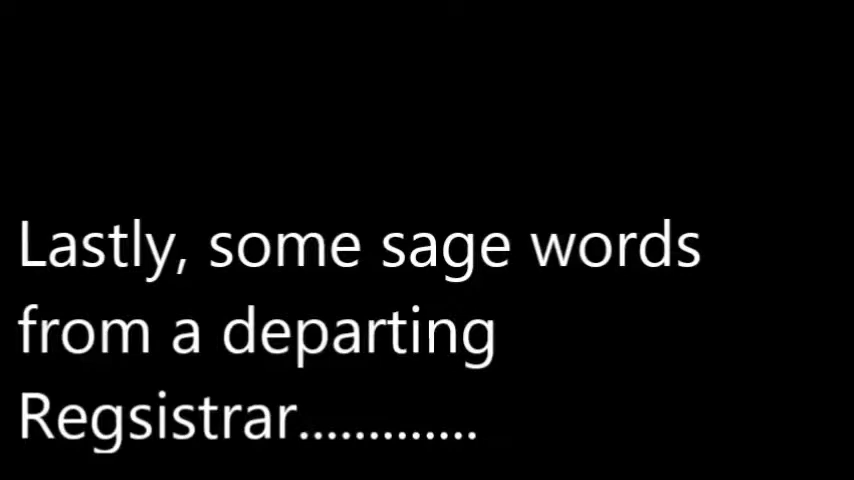 Lastly, some sage words
from a departing
Regsistrar.............